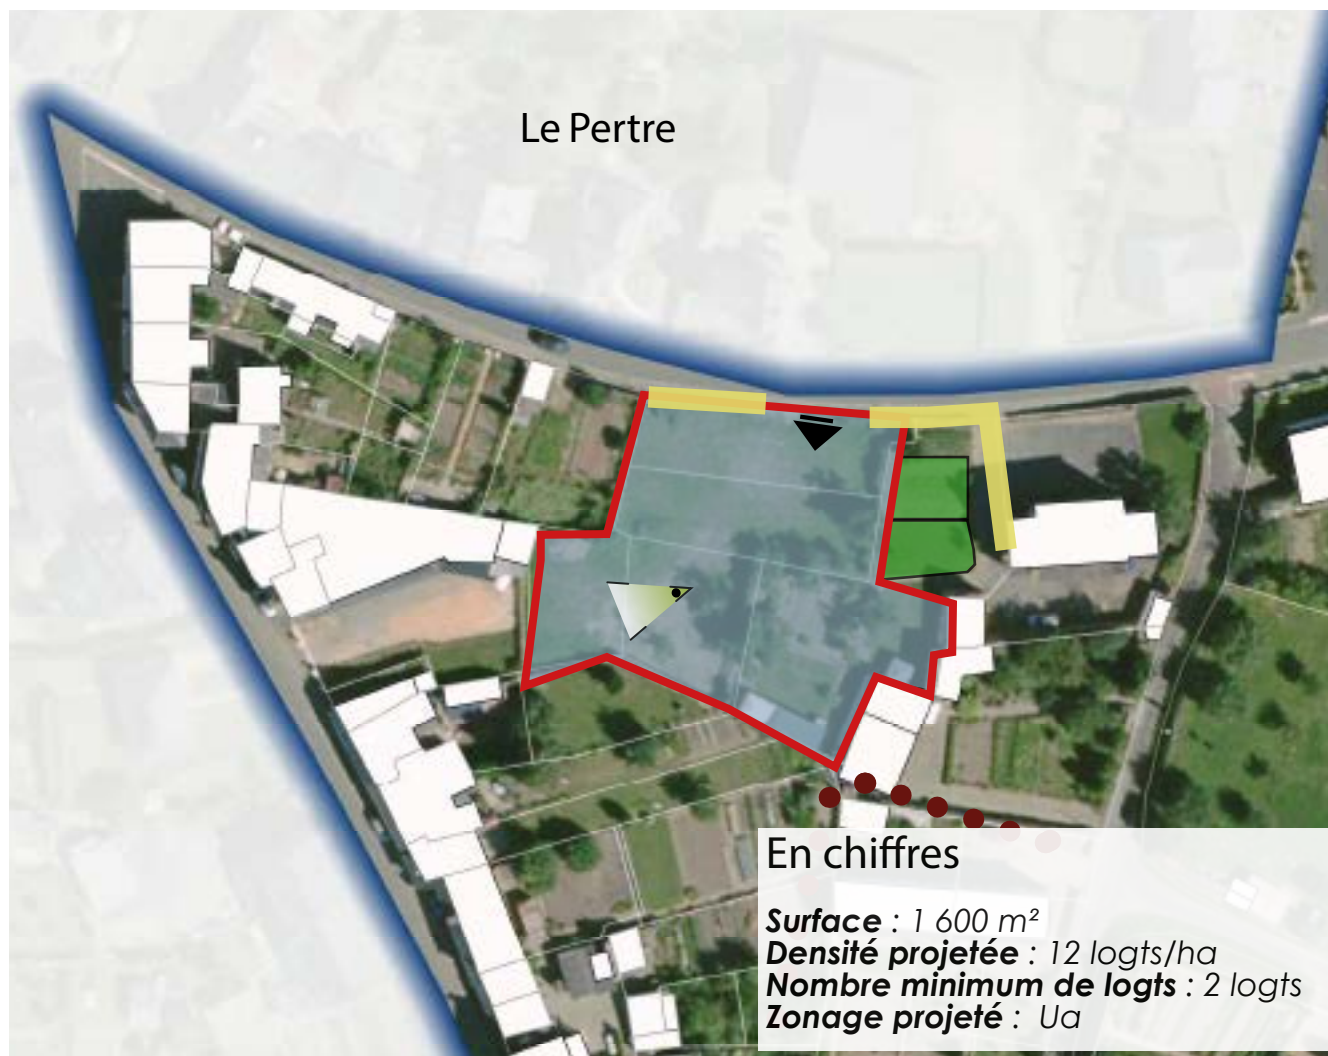 Le Pertre
En chiffres
Surface : 1 600 m²
Densité projetée : 12 logts/ha
Nombre minimum de logts : 2 logts
Zonage projeté : Ua